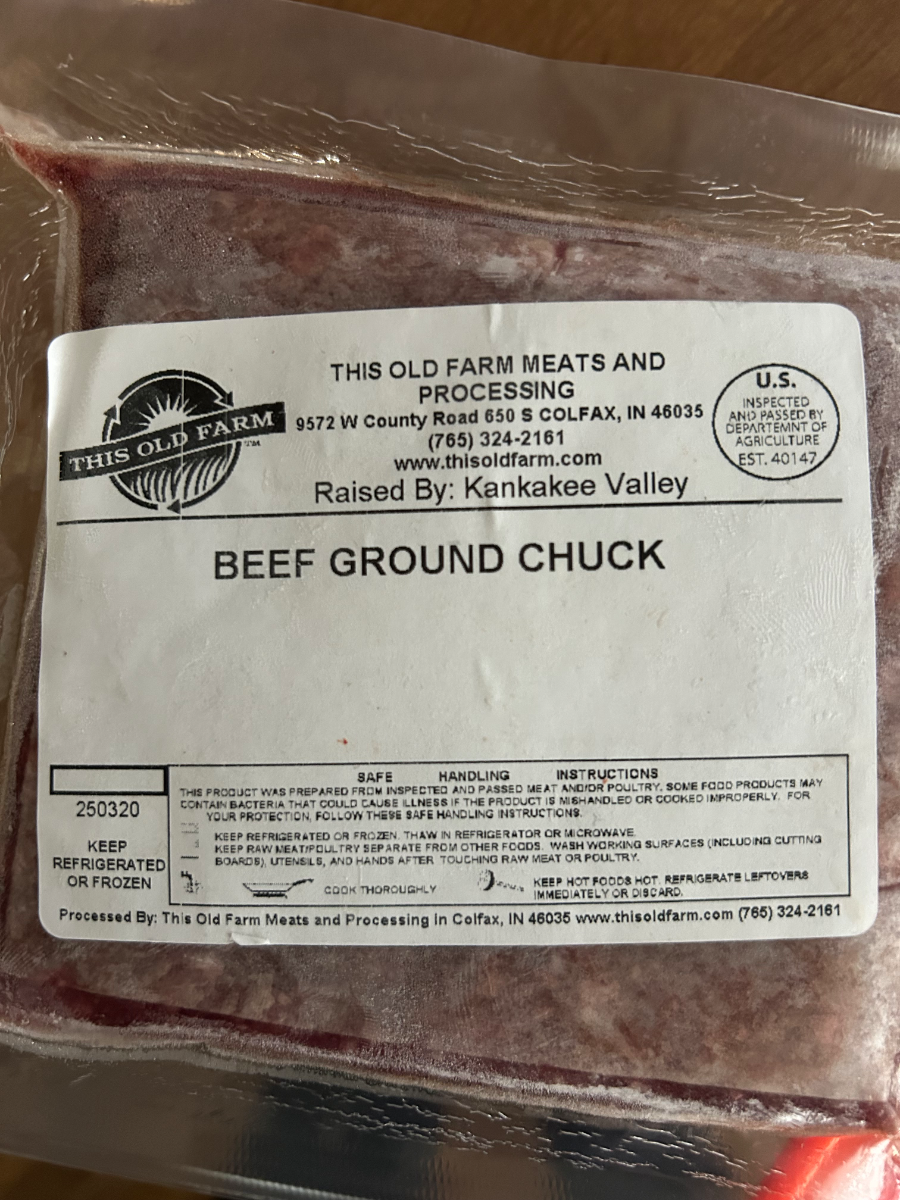 THIS OLD FARM MEATS AND
PROCESSING
9572 W County Road 650 S COLFAX, IN 46035
(765) 324-2161
www.thisoldfarm.com
Raised By: Kankakee Valley
THIS OLD FARM
TM
U.S.
INSPECTED
AND PASSED BY
DEPARTEMNT OF
AGRICULTURE
EST. 40147
BEEF GROUND CHUCK
250320
KEEP
REFRIGERATED
OR FROZEN
SAFE HANDLING INSTRUCTIONS
THIS PRODUCT WAS PREPARED FROM INSPECTED AND PASSED MEAT AND/OR POULTRY. SOME FOOD PRODUCTS MAY
CONTAIN BACTERIA THAT COULD CAUSE ILLNESS IF THE PRODUCT IS MISHANDLED OR COOKED IMPROPERLY. FOR
YOUR PROTECTION, FOLLOW THESE SAFE HANDLING INSTRUCTIONS.
KEEP REFRIGERATED OR FROZEN. THAW IN REFRIGERATOR OR MICROWAVE.
KEEP RAW MEAT/POULTRY SEPARATE FROM OTHER FOODS. WASH WORKING SURFACES (INCLUDING CUTTING
BOARDS), UTENSILS, AND HANDS AFTER TOUCHING RAW MEAT OR POULTRY.
COOK THOROUGHLY
KEEP HOT FOODS HOT. REFRIGERATE LEFTOVERS
IMMEDIATELY OR DISCARD.
Processed By: This Old Farm Meats and Processing in Colfax, IN 46035 www.thisoldfarm.com (765) 324-2161